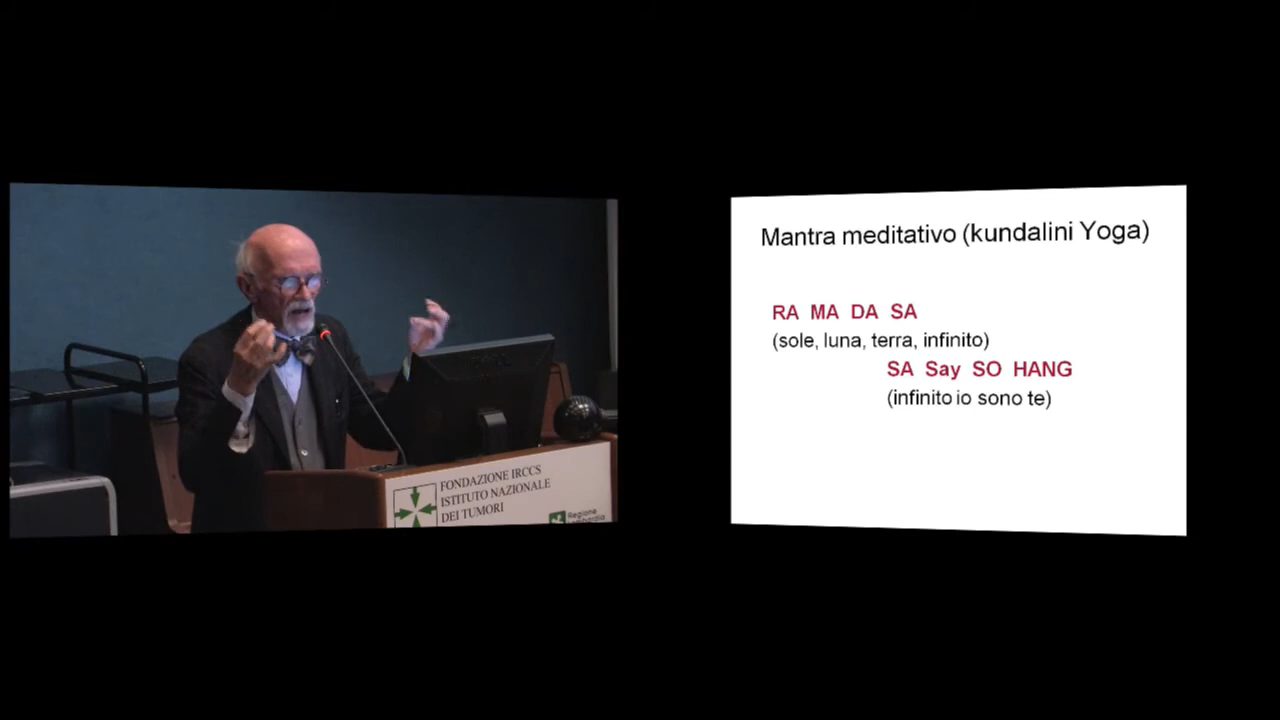 FONDAZIONE IRCCS
ISTITUTO NAZIONALE
DEI TUMORI
Regione
Lombardia
Mantra meditativo (kundalini Yoga)
RA MA DA SA
(sole, luna, terra, infinito)
SA Say SO HANG
(infinito io sono te)